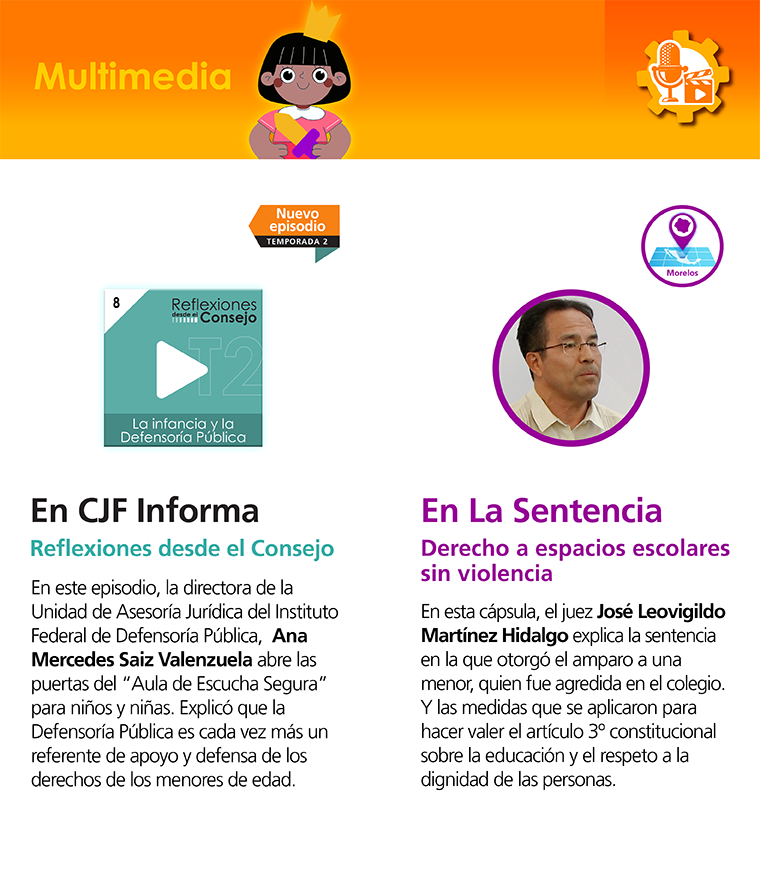 Multimedia
Nuevo
episodio
TEMPORADA 2
8
Reflexiones
desde el
Consejo
T2
La infancia y la
Defensoría Pública
En CJF Informa
Reflexiones desde el Consejo
En este episodio, la directora de la
Unidad de Asesoría Jurídica del Instituto
Federal de Defensoría Pública, Ana
Mercedes Saiz Valenzuela abre las
puertas del “Aula de Escucha Segura”
para niños y niñas. Explicó que la
Defensoría Pública es cada vez más un
referente de apoyo y defensa de los
derechos de los menores de edad.
Morelos
En La Sentencia
Derecho a espacios escolares
sin violencia
En esta cápsula, el juez José Leovigildo
Martínez Hidalgo explica la sentencia
en la que otorgó el amparo a una
menor, quien fue agredida en el colegio.
Y las medidas que se aplicaron para
hacer valer el artículo 3º constitucional
sobre la educación y el respeto a la
dignidad de las personas.